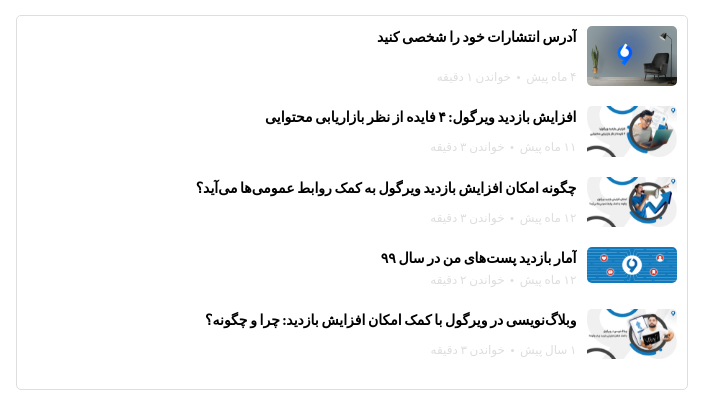 آدرس انتشارات خود را شخصی کنید
۴ ماه پیش • خواندن ۱ دقیقه
افزایش بازدید ویرگول: ۴ فایده از نظر بازاریابی محتوایی
۱۱ ماه پیش • خواندن ۳ دقیقه
چگونه امکان افزایش بازدید ویرگول به کمک روابط عمومی‌ها می‌آید؟
۱۲ ماه پیش • خواندن ۳ دقیقه
آمار بازدید پست‌های من در سال ۹۹
۱۲ ماه پیش • خواندن ۲ دقیقه
وبلاگ‌نویسی در ویرگول با کمک امکان افزایش بازدید: چرا و چگونه؟
۱ سال پیش • خواندن ۳ دقیقه